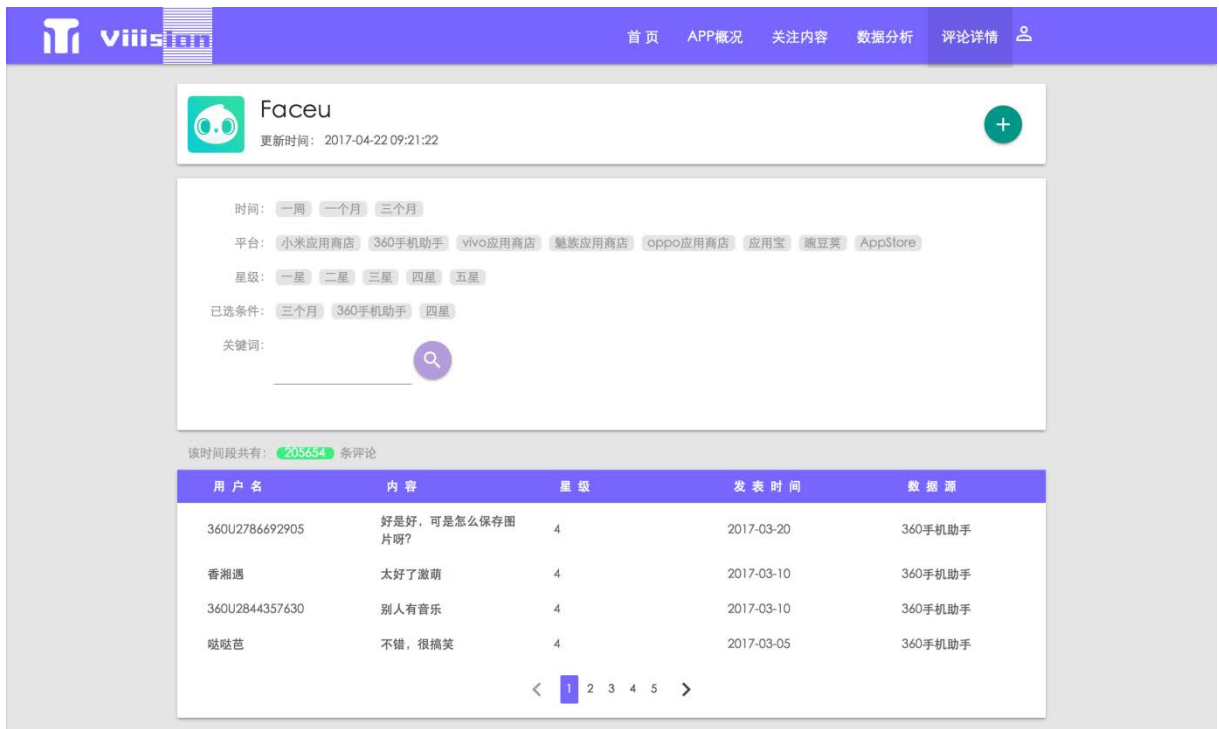 Viiision
首页 APP概况 关注内容 数据分析 评论详情
Faceu
更新时间： 2017-04-22 09:21:22
时间： 一周 一个月 三个月
平台： 小米应用商店 360手机助手 vivo应用商店 魅族应用商店 oppo应用商店 应用宝 豌豆荚 AppStore
星级： 一星 二星 三星 四星 五星
已选条件： 三个月 360手机助手 四星
关键词：
该时间段共有： 205654 条评论
用户名 内容 星级 发表时间 数据源
360U2786692905 好是好，可是怎么保存图 4 2017-03-20 360手机助手
片呀?
香湘遇 太好了激萌 4 2017-03-10 360手机助手
360U2844357630 别人有音乐 4 2017-03-10 360手机助手
哒哒芭 不错，很搞笑 4 2017-03-05 360手机助手
1 2 3 4 5